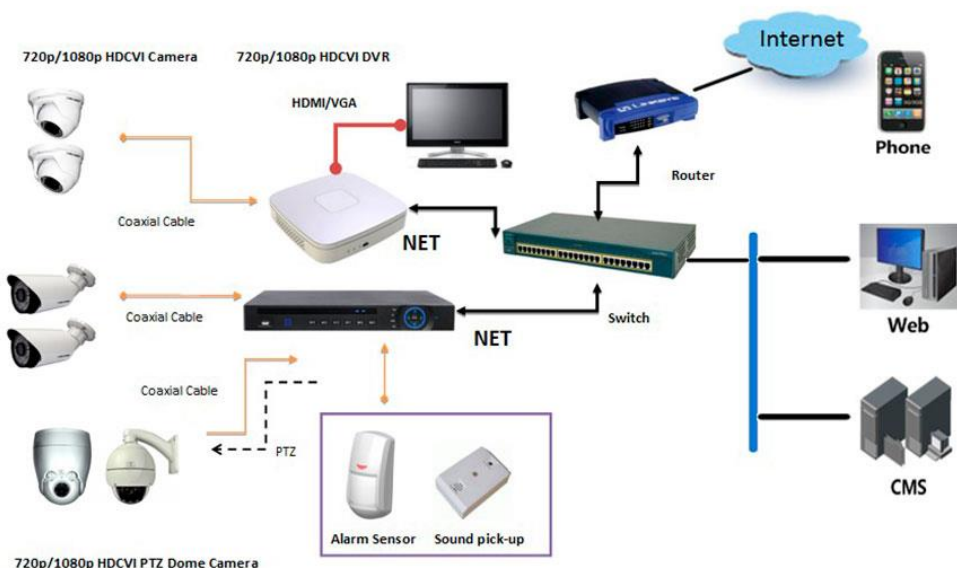 720p/1080p HDCVI Camera
720p/1080p HDCVI DVR
Internet
HDMI/VGA
Linksys
Phone
Router
Coaxial Cable
NET
Coaxial Cable
NET
Switch
Web
Coaxial Cable
PTZ
Alarm Sensor
Sound pick-up
CMS
720p/1080p HDCVI PTZ Dome Camera